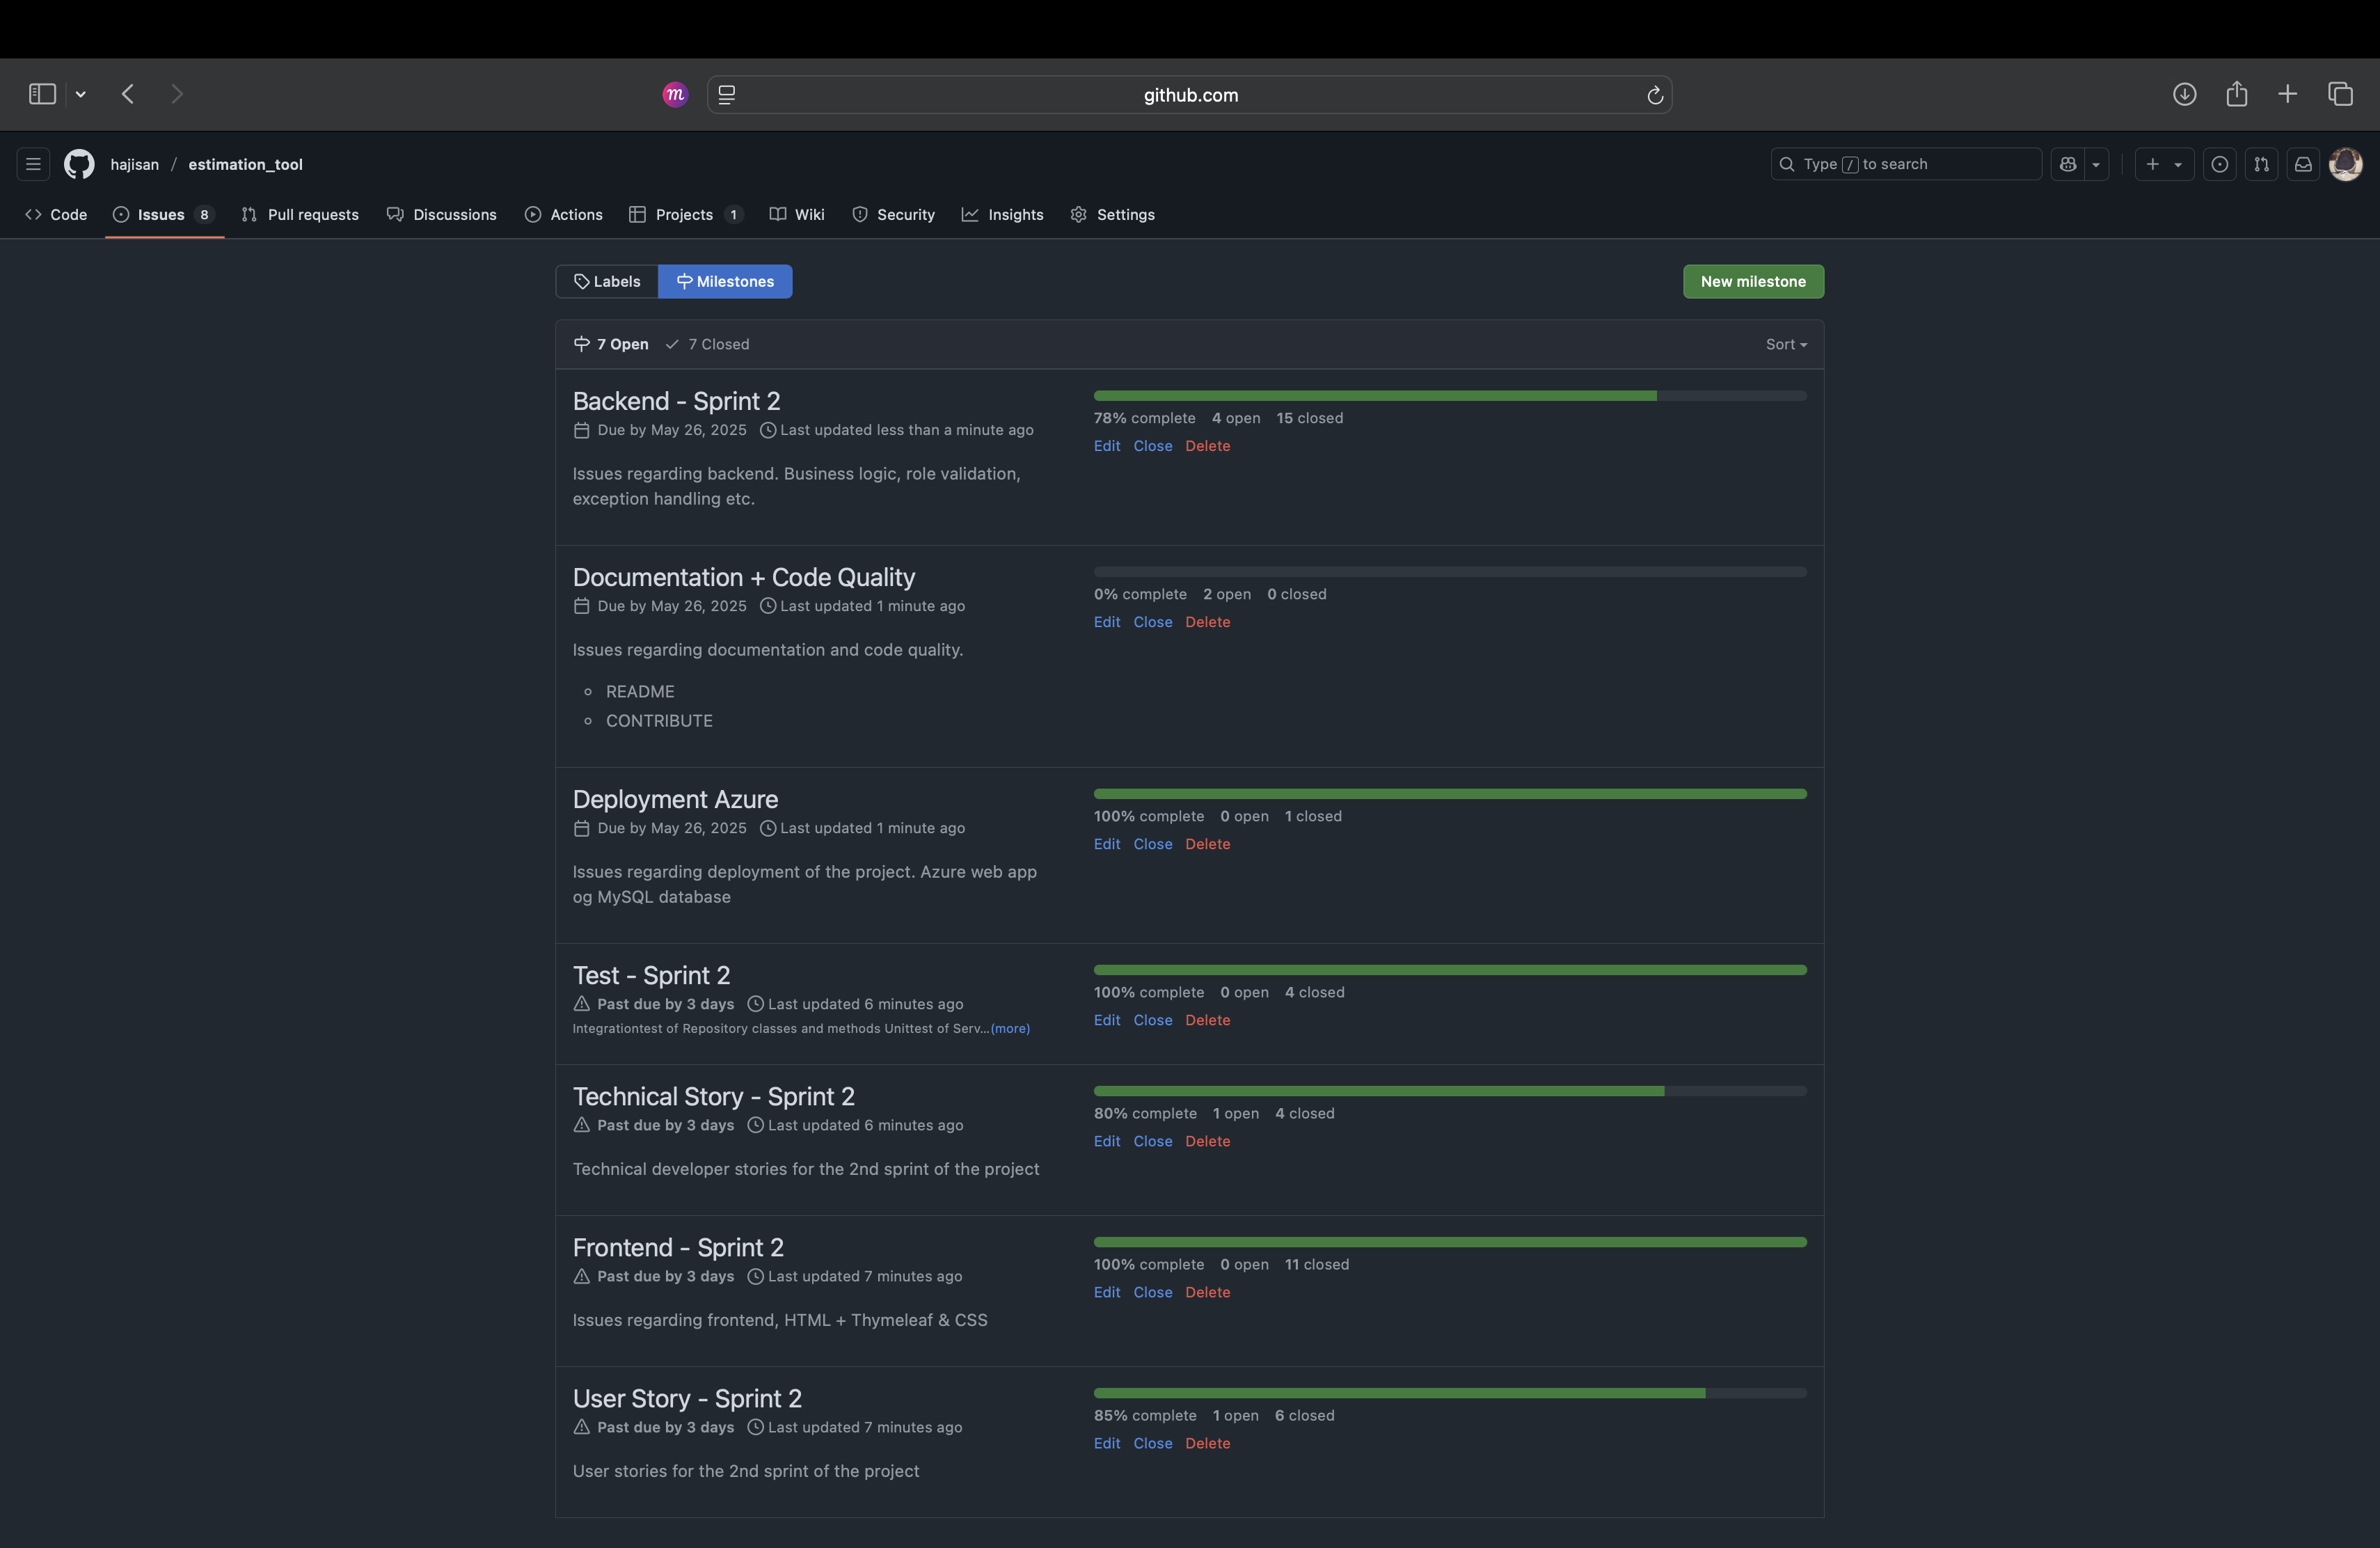 m
github.com
hajisan / estimation_tool
Type / to search
Code
Issues 8
Pull requests
Discussions
Actions
Projects 1
Wiki
Security
Insights
Settings
Labels
Milestones
New milestone
7 Open
7 Closed
Sort
Backend - Sprint 2
Due by May 26, 2025 Last updated less than a minute ago
Issues regarding backend. Business logic, role validation,
exception handling etc.
78% complete 4 open 15 closed
Edit Close Delete
Documentation + Code Quality
Due by May 26, 2025 Last updated 1 minute ago
Issues regarding documentation and code quality.
README
CONTRIBUTE
0% complete 2 open 0 closed
Edit Close Delete
Deployment Azure
Due by May 26, 2025 Last updated 1 minute ago
Issues regarding deployment of the project. Azure web app
og MySQL database
100% complete 0 open 1 closed
Edit Close Delete
Test - Sprint 2
Past due by 3 days Last updated 6 minutes ago
Integrationtest of Repository classes and methods Unittest of Serv...(more)
100% complete 0 open 4 closed
Edit Close Delete
Technical Story - Sprint 2
Past due by 3 days Last updated 6 minutes ago
Technical developer stories for the 2nd sprint of the project
80% complete 1 open 4 closed
Edit Close Delete
Frontend - Sprint 2
Past due by 3 days Last updated 7 minutes ago
Issues regarding frontend, HTML + Thymeleaf & CSS
100% complete 0 open 11 closed
Edit Close Delete
User Story - Sprint 2
Past due by 3 days Last updated 7 minutes ago
User stories for the 2nd sprint of the project
85% complete 1 open 6 closed
Edit Close Delete